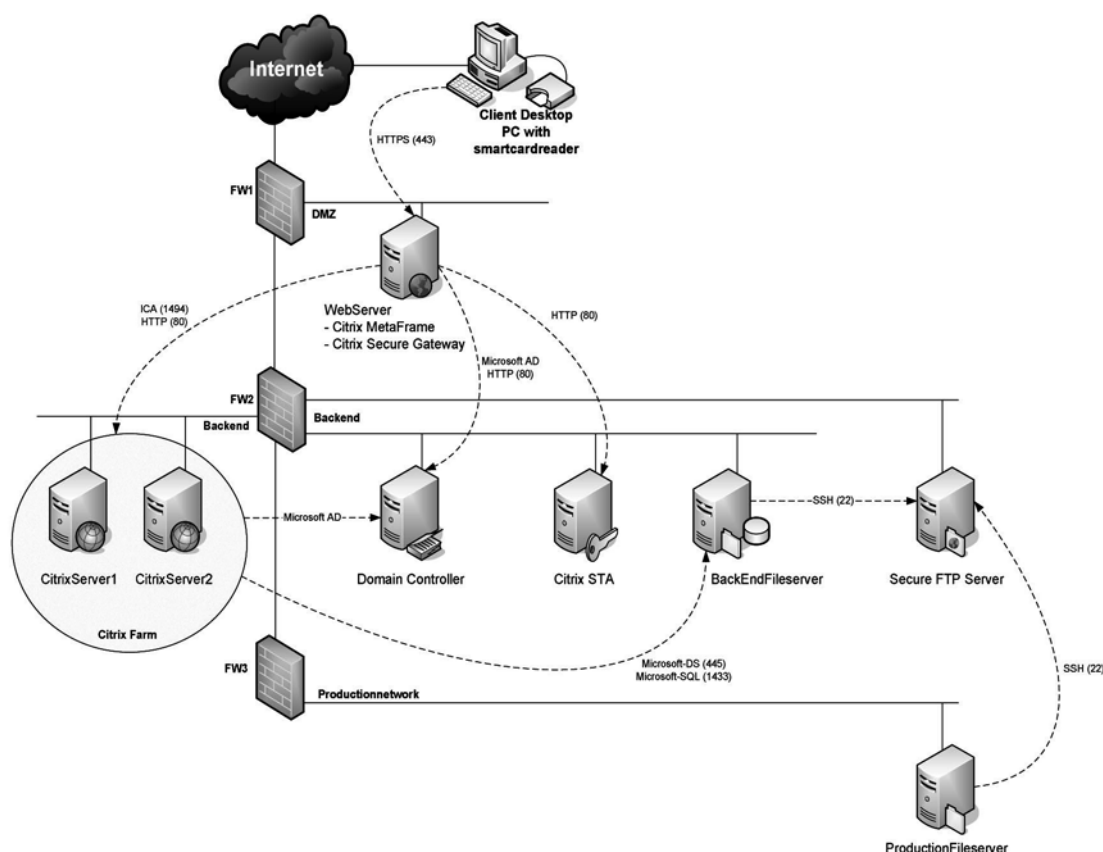 Internet
Client Desktop
PC with
smartcardreader
HTTPS (443)
FW1
DMZ
ICA (1494)
HTTP (80)
WebServer
- Citrix MetaFrame
- Citrix Secure Gateway
HTTP (80)
Microsoft AD
HTTP (80)
FW2
Backend
Backend
Microsoft AD
SSH (22)
CitrixServer1
CitrixServer2
Domain Controller
Citrix STA
BackEndFileserver
Secure FTP Server
Citrix Farm
FW3
Microsoft-DS (445)
Microsoft-SQL (1433)
SSH (22)
Productionnetwork
ProductionFileserver